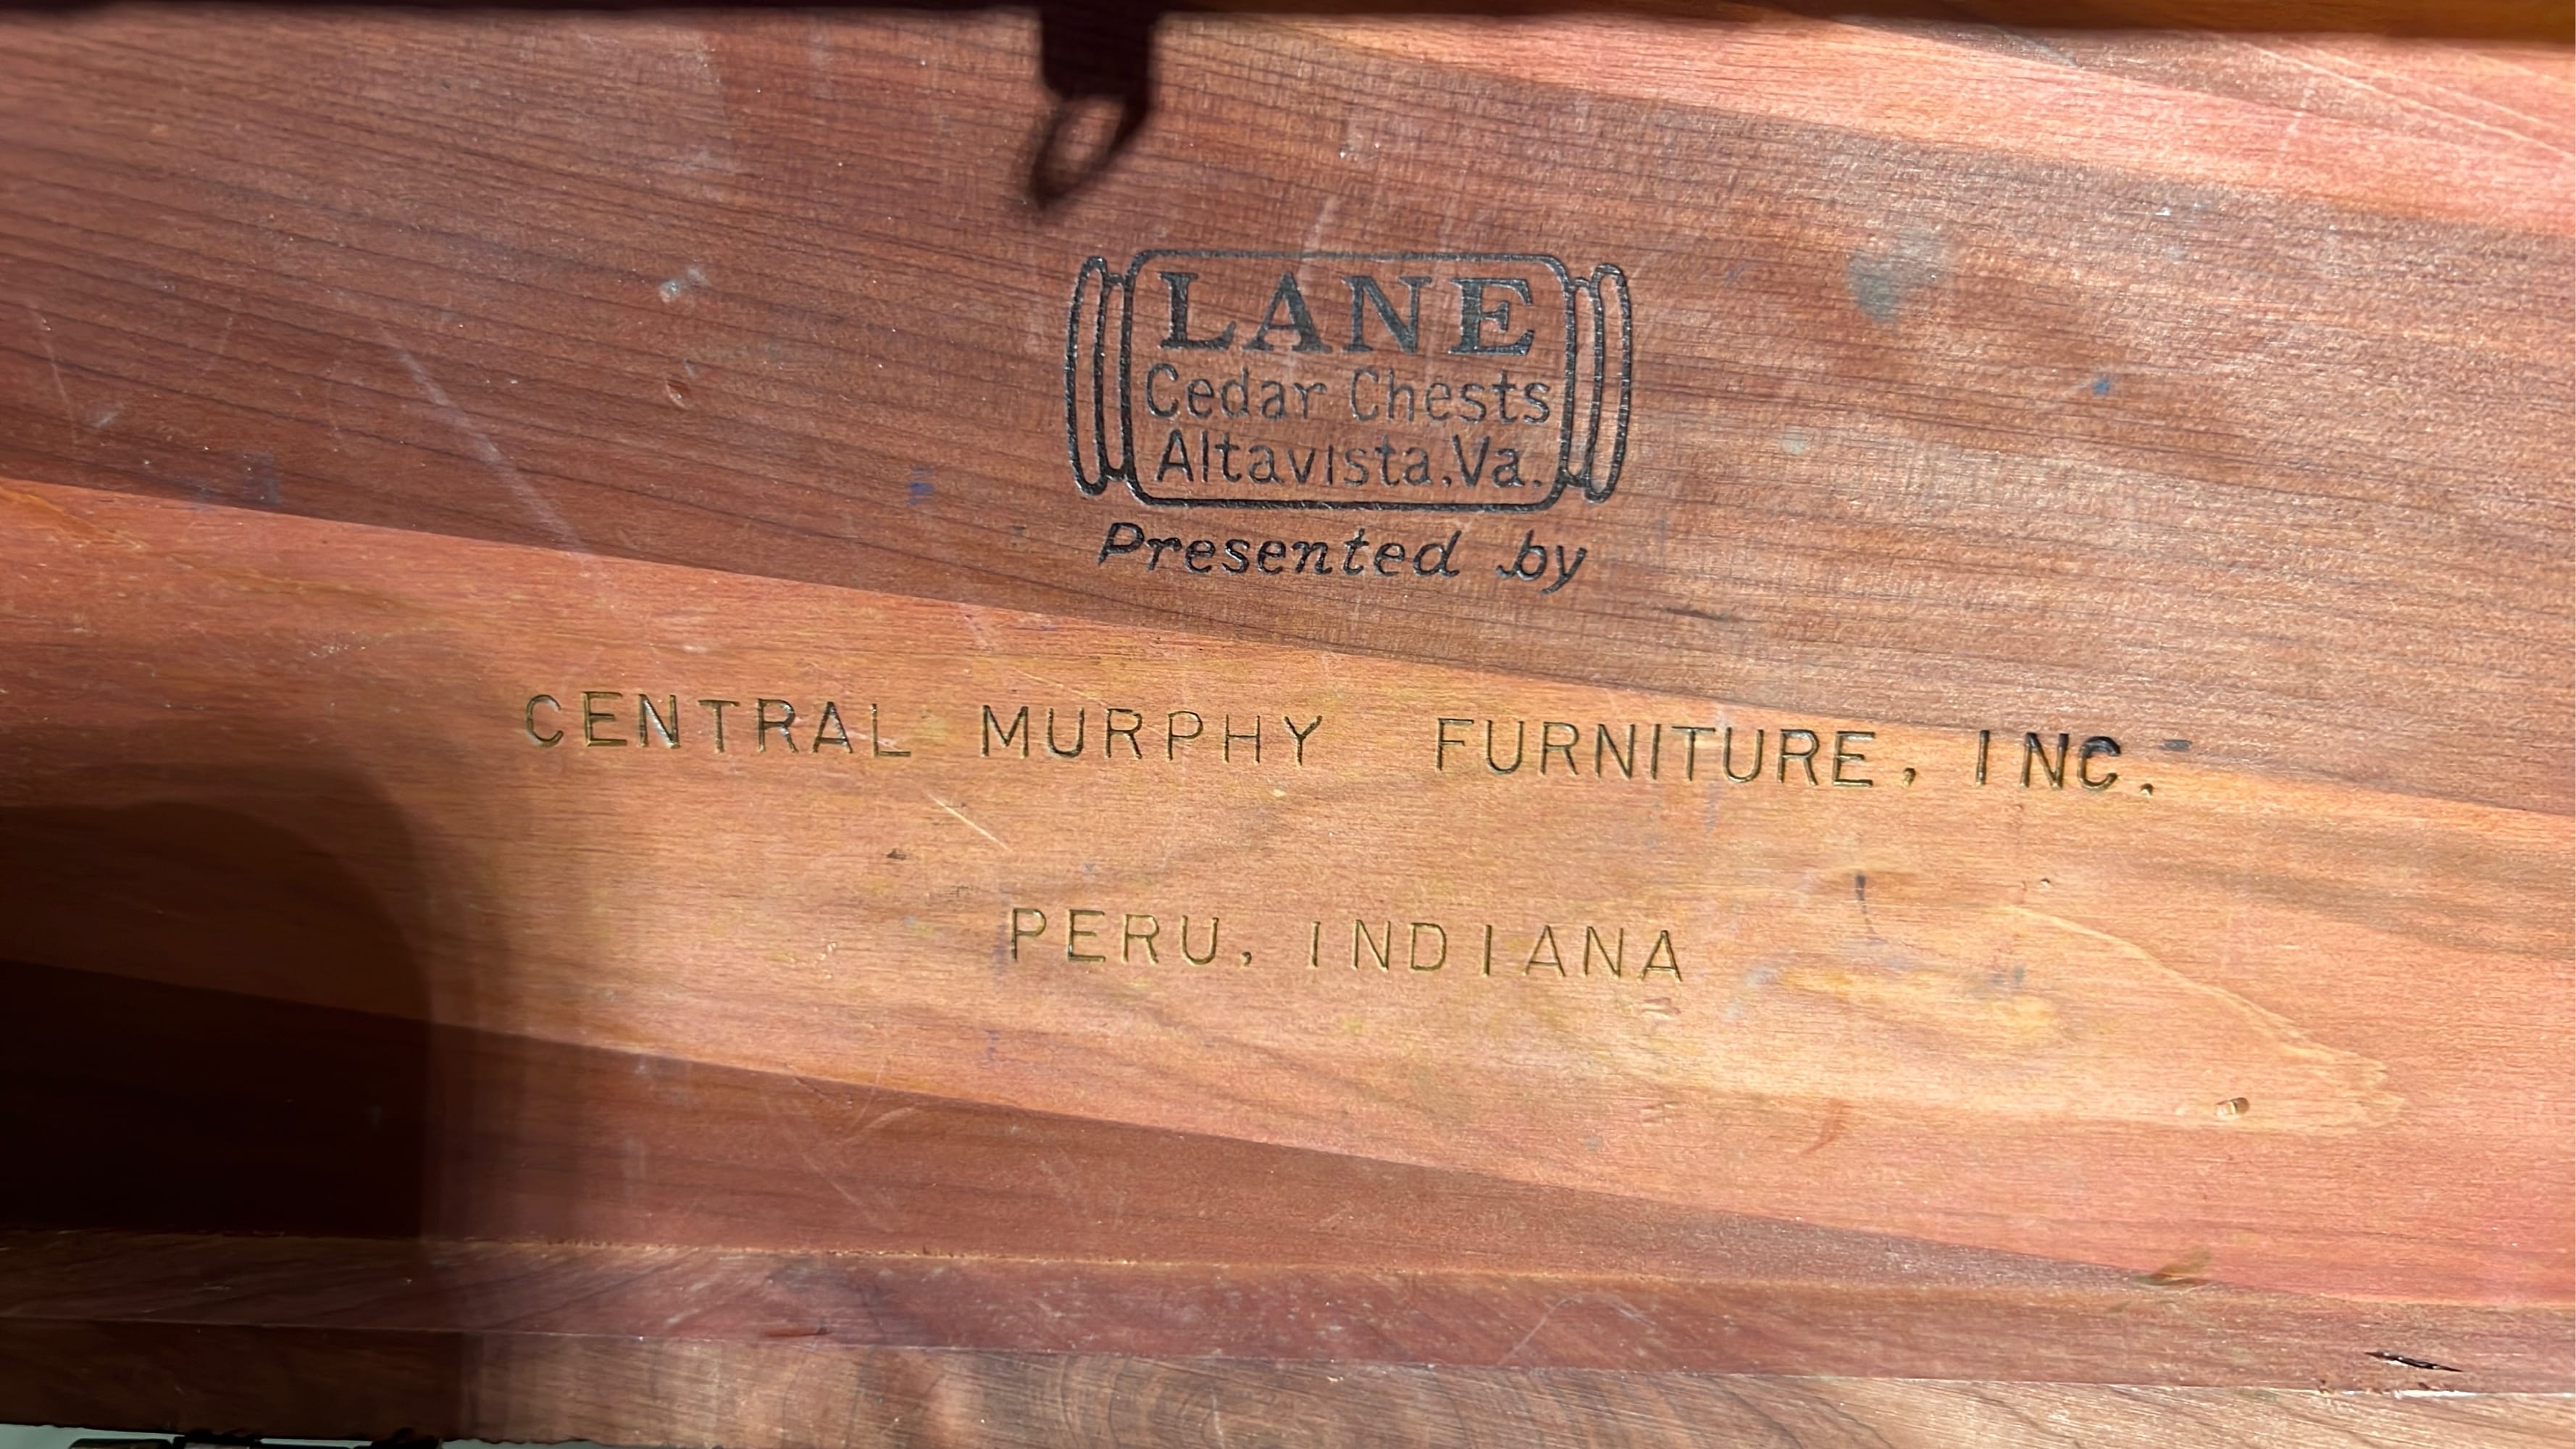 LANE
Cedar Chests
Altavista, Va.
Presented by
CENTRAL MURPHY FURNITURE, INC.
PERU, INDIANA